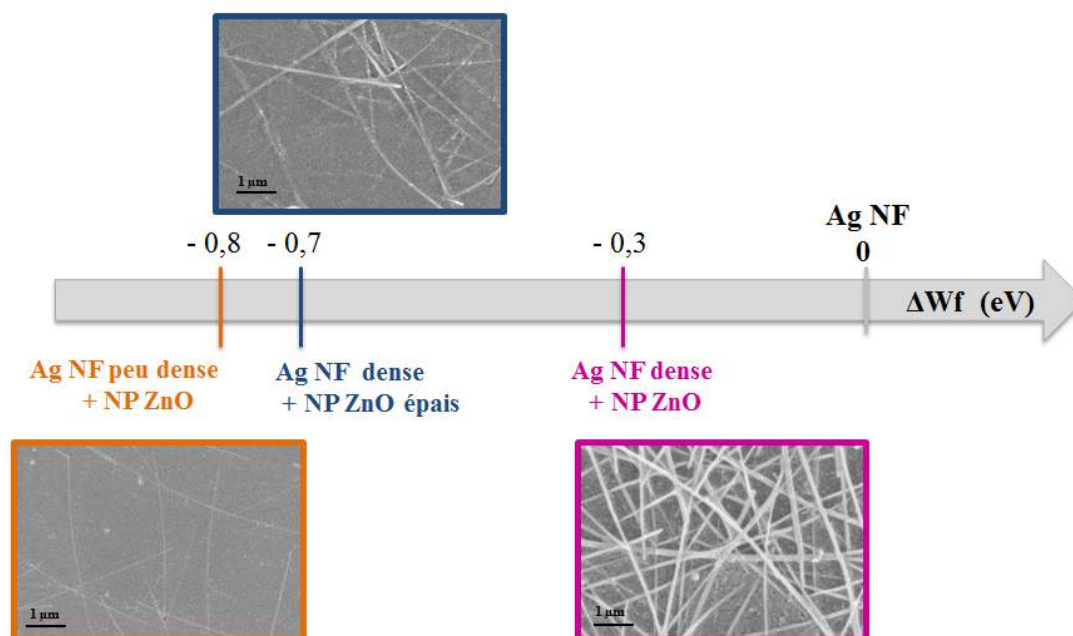 1 µm
- 0,8
- 0,7
- 0,3
Ag NF
0
ΔWf (eV)
Ag NF peu dense
+ NP ZnO
Ag NF dense
+ NP ZnO épais
Ag NF dense
+ NP ZnO
1 µm
1 µm